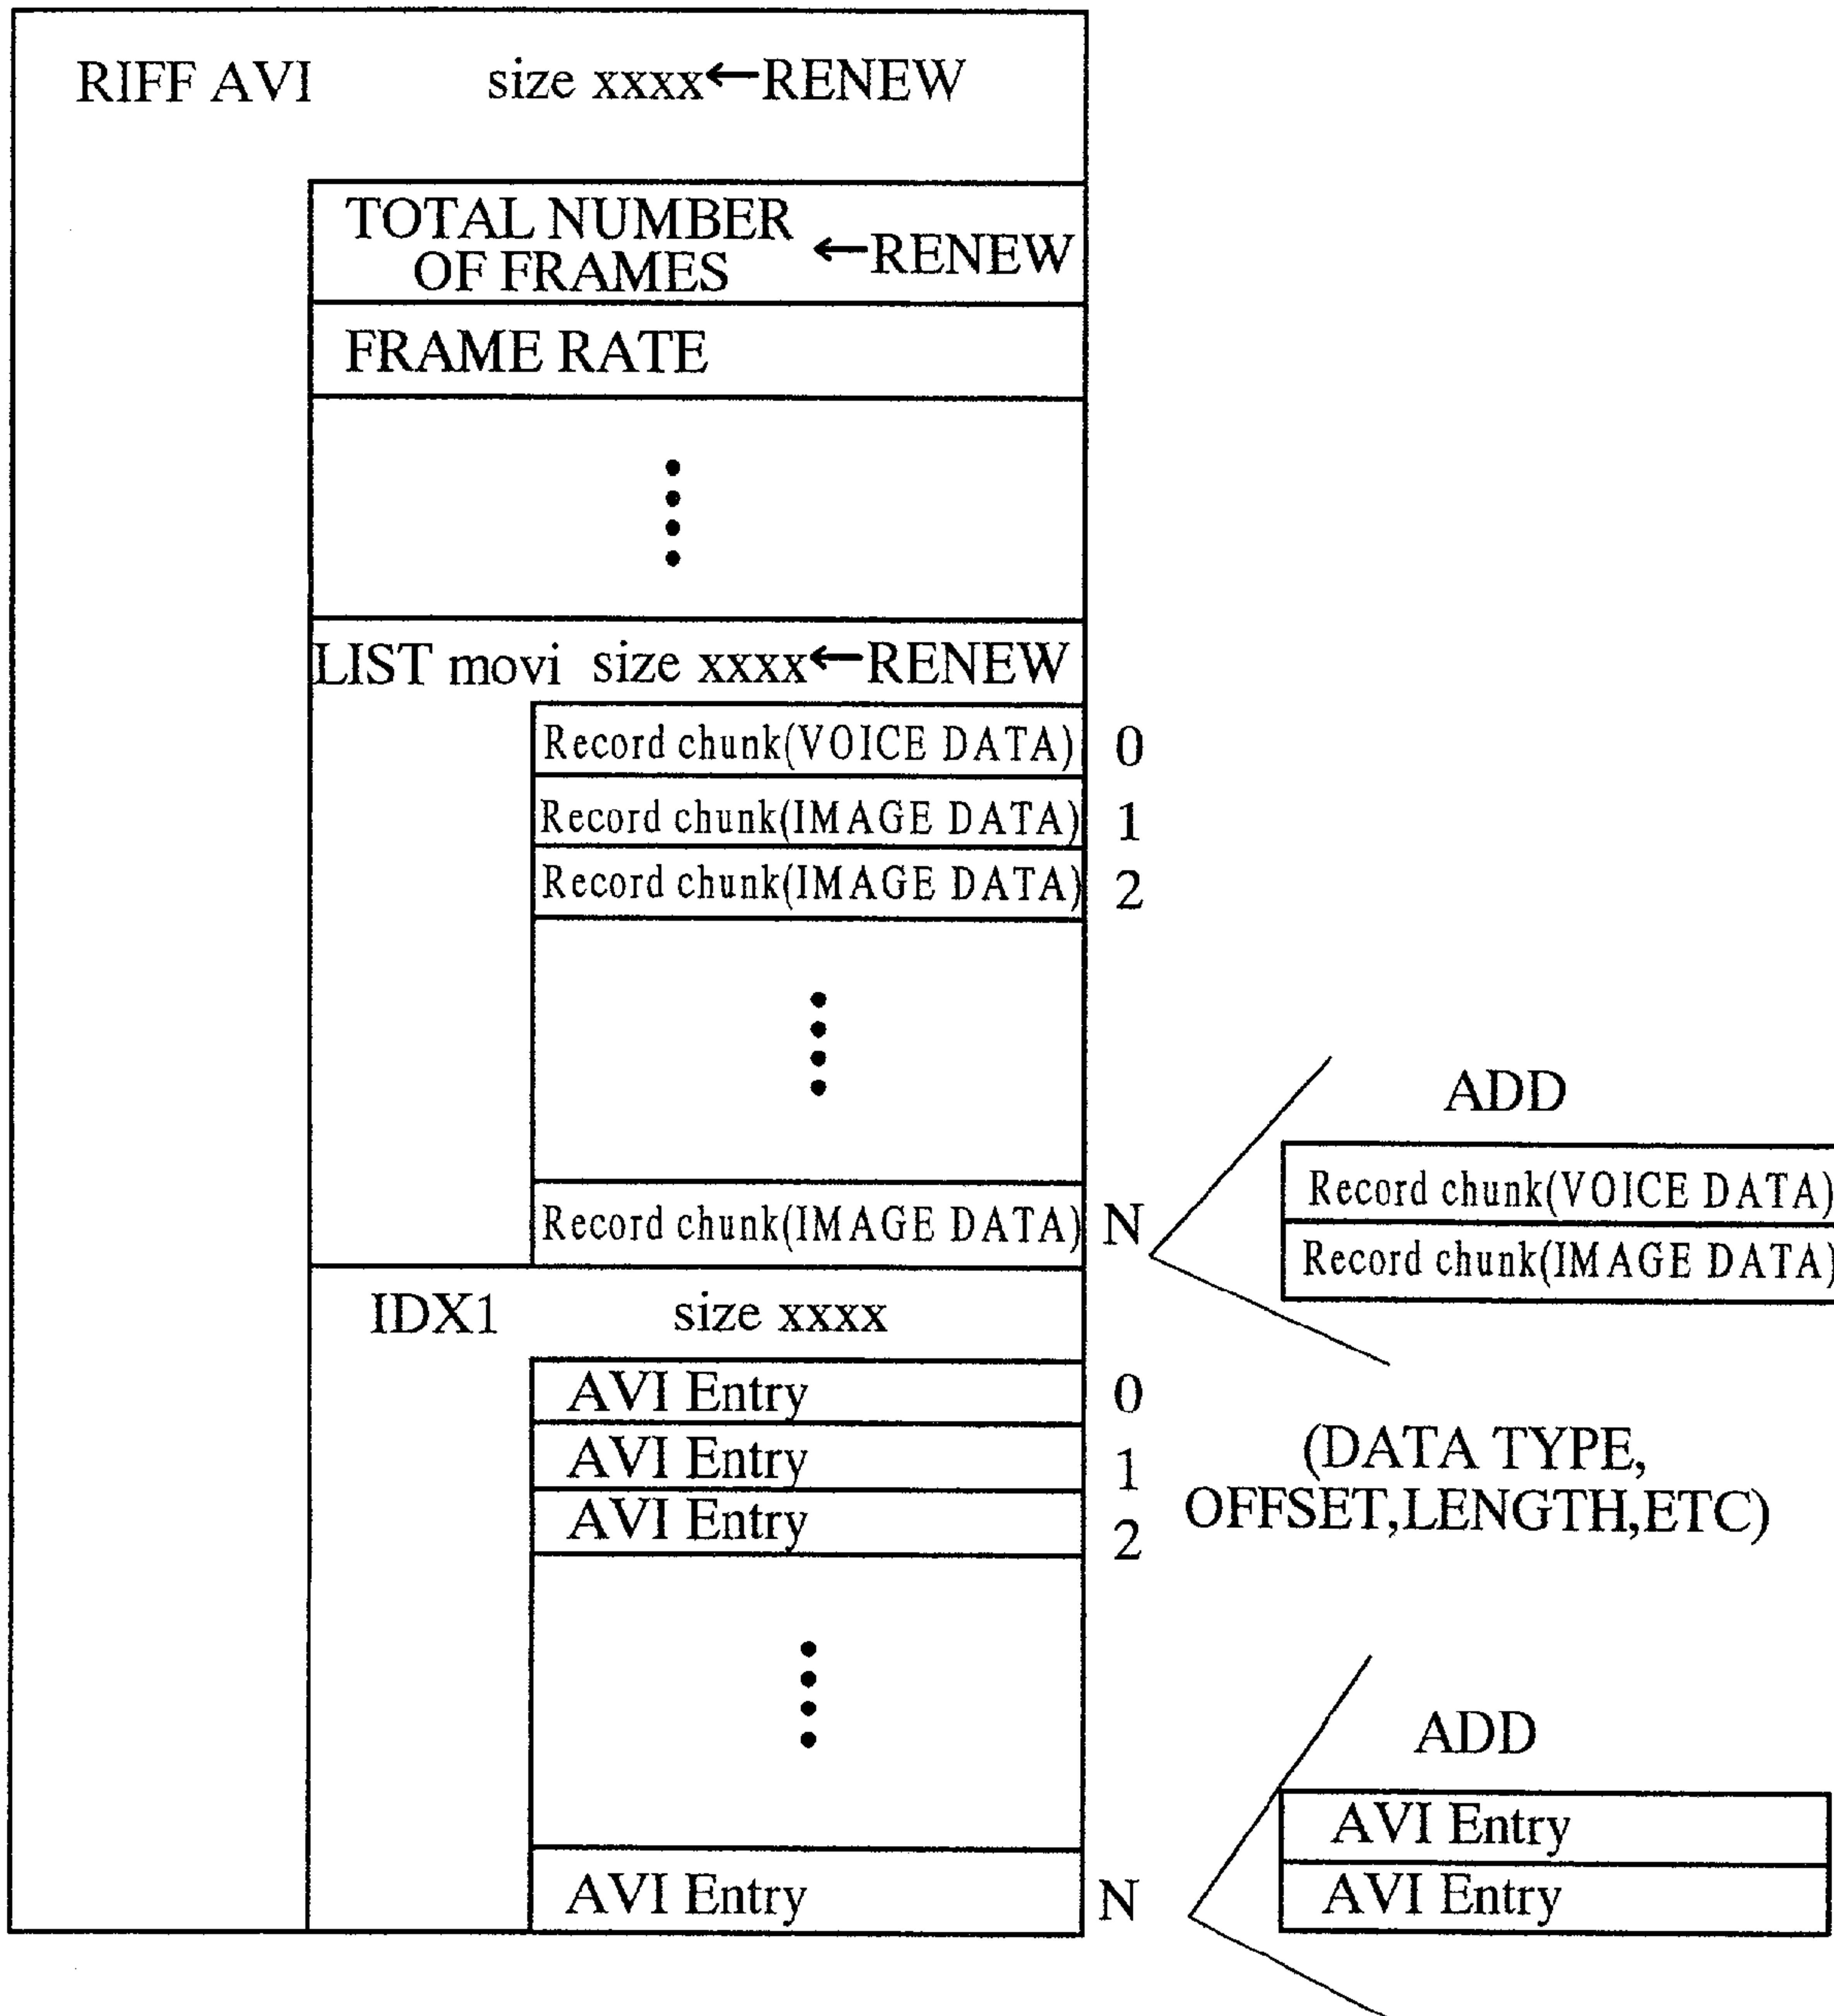 RIFF AVI size xxxx←RENEW
TOTAL NUMBER
OF FRAMES ←RENEW
FRAME RATE
LIST movi size xxxx←RENEW
Record chunk(VOICE DATA) 0
Record chunk(IMAGE DATA) 1
Record chunk(IMAGE DATA) 2
Record chunk(IMAGE DATA) N
ADD
Record chunk(VOICE DATA)
Record chunk(IMAGE DATA)
IDX1 size xxxx
AVI Entry 0
AVI Entry 1
AVI Entry 2
(DATA TYPE,
OFFSET,LENGTH,ETC)
AVI Entry N
ADD
AVI Entry
AVI Entry